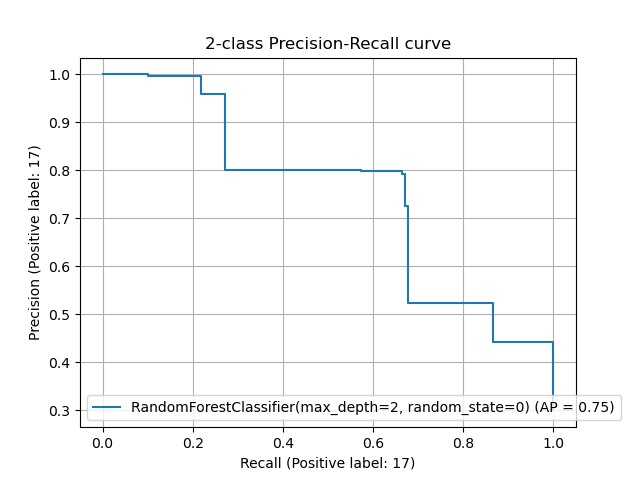 2-class Precision-Recall curve
Precision (Positive label: 17)
1.0
0.9
0.8
0.7
0.6
0.5
0.4
0.3
RandomForestClassifier(max_depth=2, random_state=0) (AP = 0.75)
0.0 0.2 0.4 0.6 0.8 1.0
Recall (Positive label: 17)